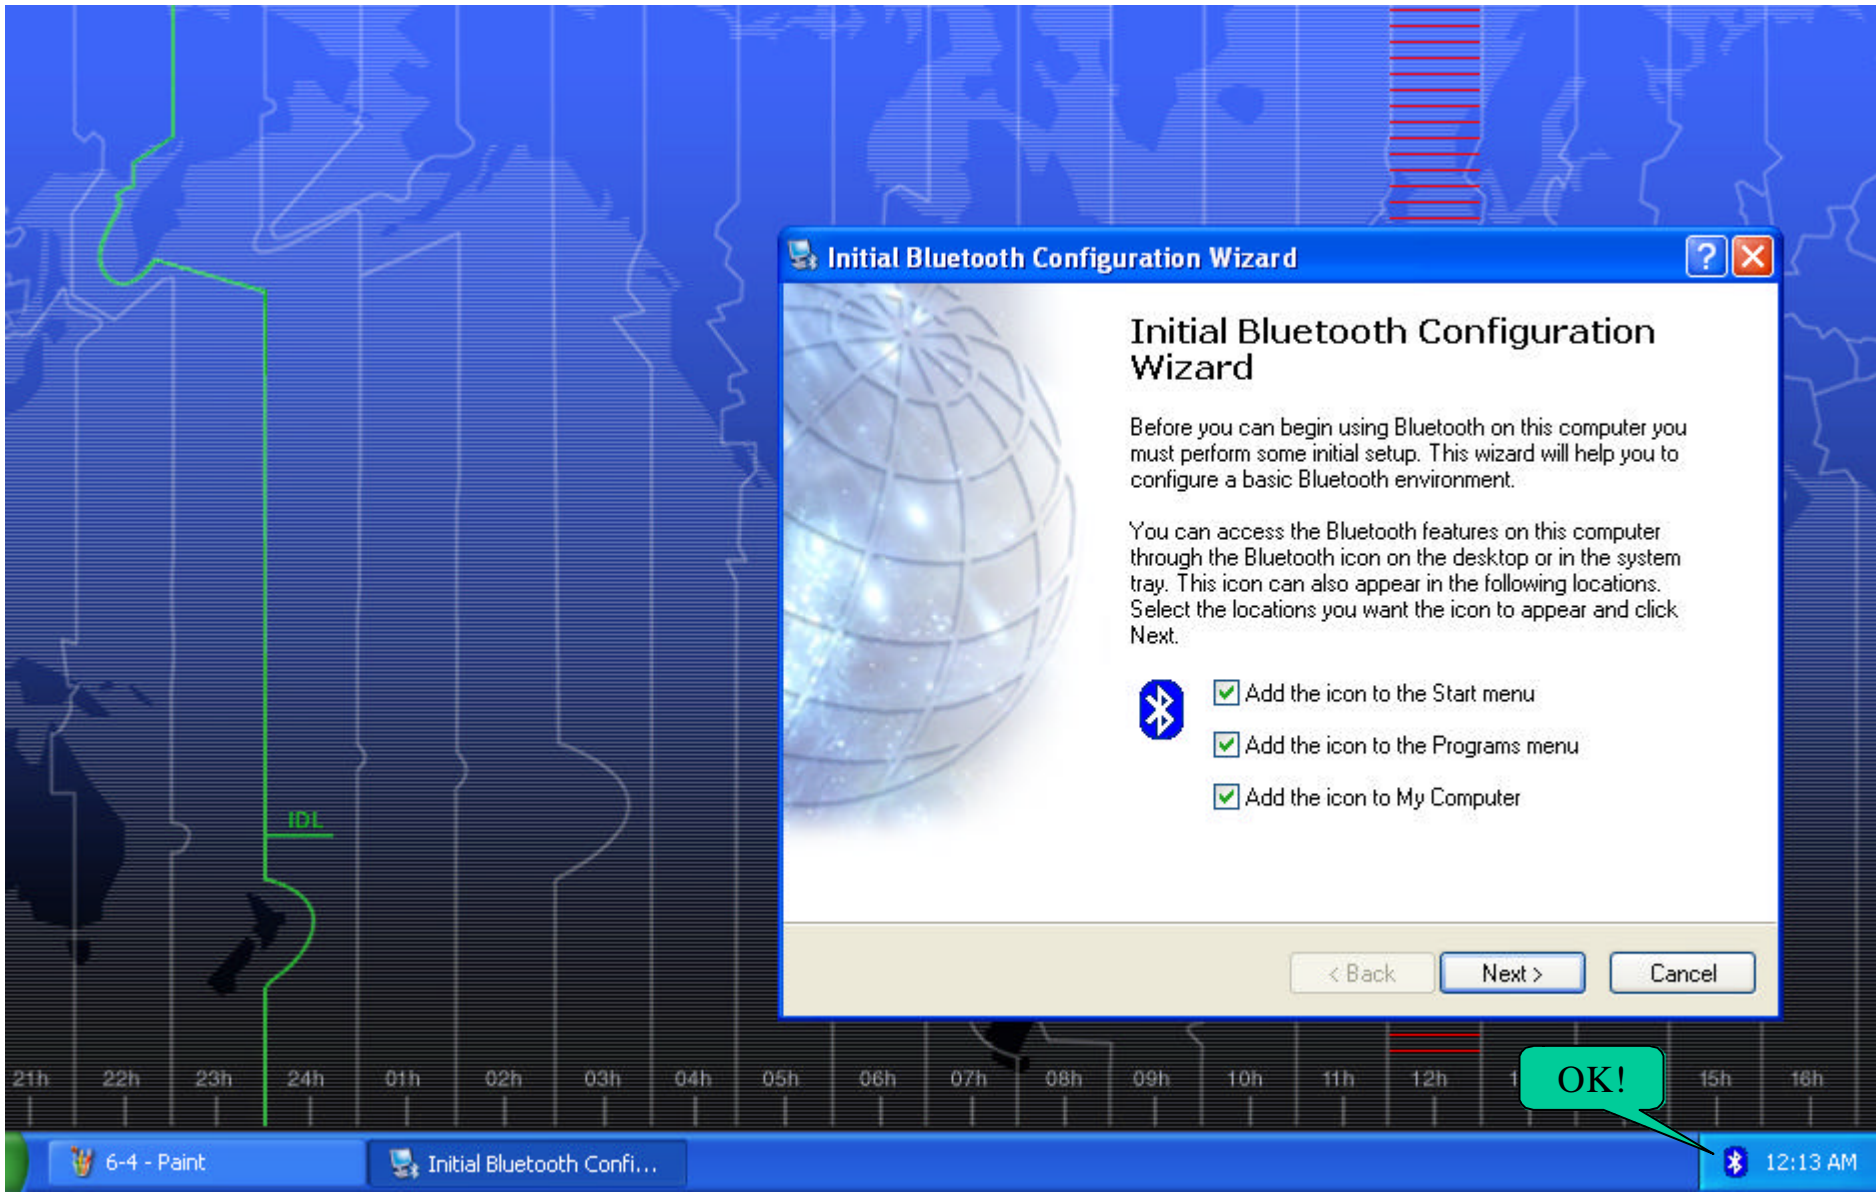 Initial Bluetooth Configuration Wizard
Initial Bluetooth Configuration
Wizard
Before you can begin using Bluetooth on this computer you
must perform some initial setup. This wizard will help you to
configure a basic Bluetooth environment.
You can access the Bluetooth features on this computer
through the Bluetooth icon on the desktop or in the system
tray. This icon can also appear in the following locations.
Select the locations you want the icon to appear and click
Next.
Add the icon to the Start menu
Add the icon to the Programs menu
Add the icon to My Computer
IDL
< Back Next > Cancel
21h 22h 23h 24h 01h 02h 03h 04h 05h 06h 07h 08h 09h 10h 11h 12h 15h 16h
OK!
6-4 - Paint Initial Bluetooth Confi... 12:13 AM